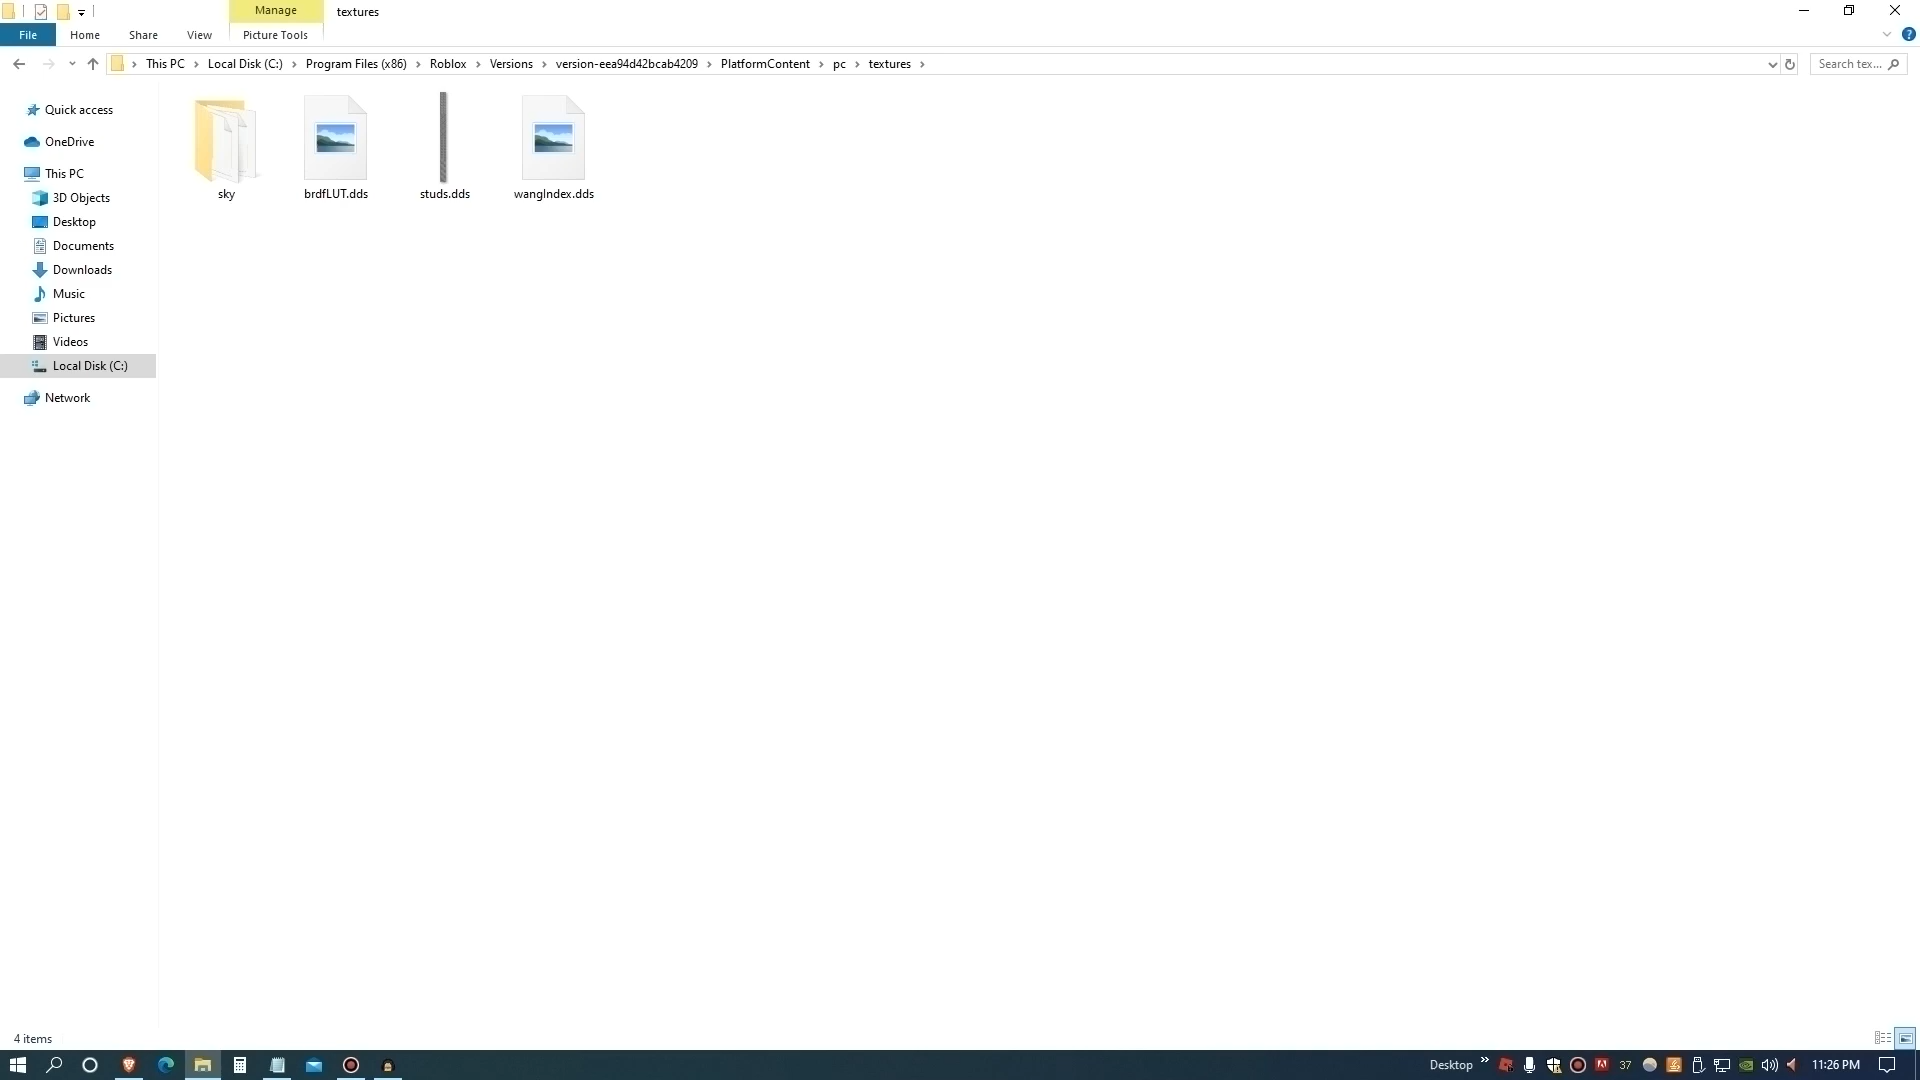 Manage textures
File Home Share View Picture Tools
This PC Local Disk (C:) Program Files (x86) Roblox Versions version-eea94d42bcab4209 PlatformContent pc textures Search tex...
Quick access
OneDrive
This PC
3D Objects
Desktop
Documents
Downloads
Music
Pictures
Videos
Local Disk (C:)
Network
sky brdfLUT.dds studs.dds wangIndex.dds
4 items
Desktop 37 11:26 PM